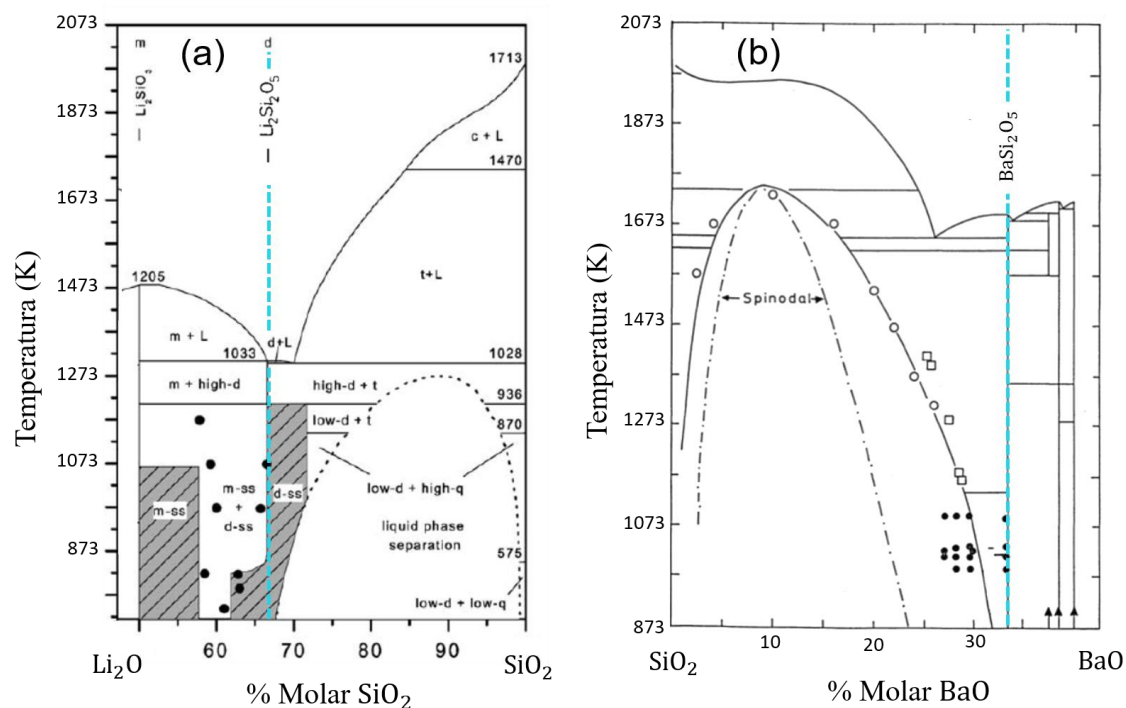 (a)
Temperatura (K)
2073
1873
1673
1473
1273
1073
873
m
d
— Li₂SiO₃
— Li₂Si₂O₅
1713
c + L
1470
t+L
1205
m + L
1033
d+L
1028
m + high-d
high-d + t
936
low-d + t
870
m-ss
m-ss
+
d-ss
d-ss
low-d + high-q
liquid phase
separation
575
low-d + low-q
Li₂O
60
70
80
90
SiO₂
% Molar SiO₂
(b)
Temperatura (K)
2073
1873
1673
1473
1273
1073
873
BaSi₂O₅
Spinodal
SiO₂
10
20
30
BaO
% Molar BaO